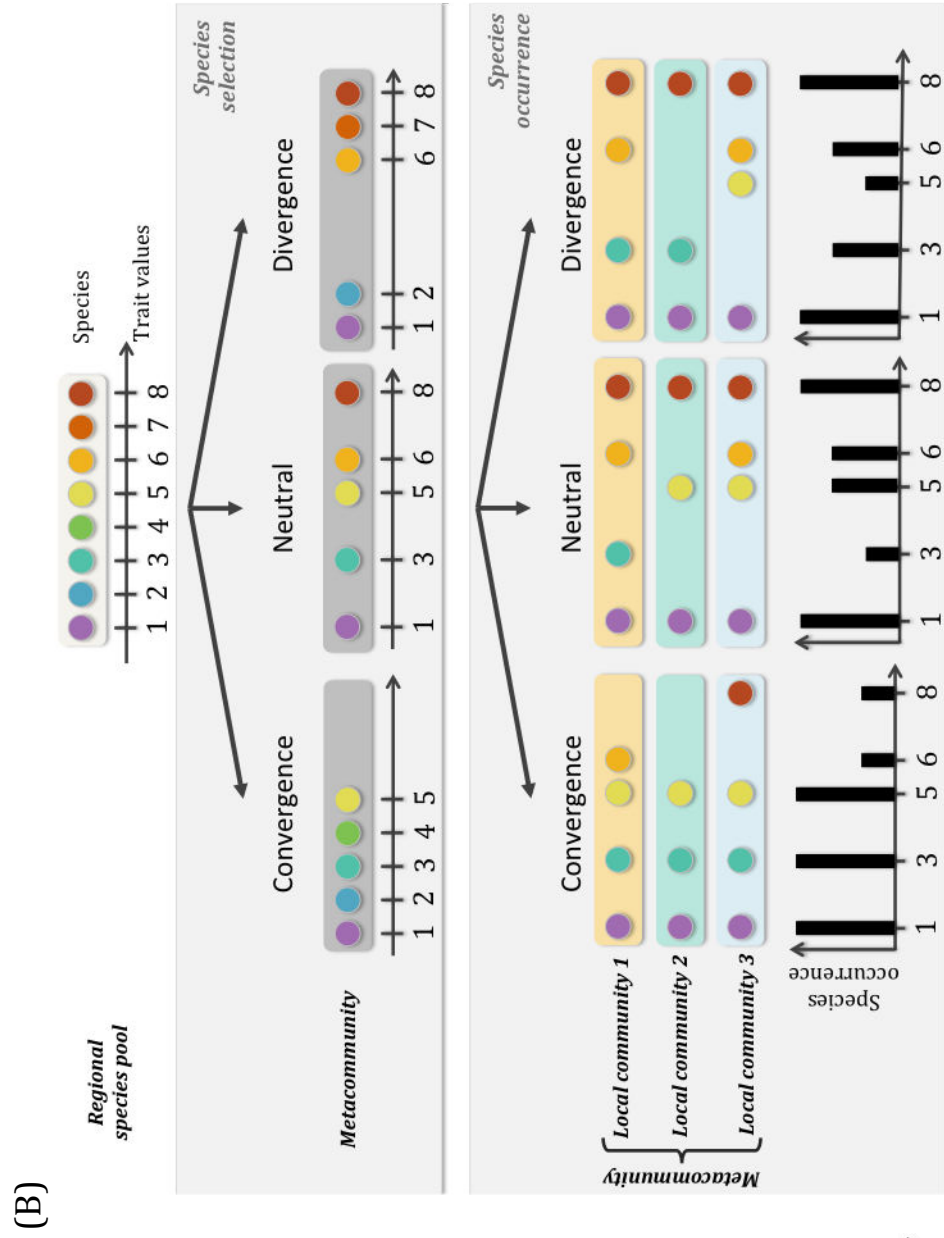 (B)
Regional
species pool
Species
Trait values
1 2 3 4 5 6 7 8
Species
selection
Convergence
Neutral
Divergence
Metacommunity
1 2 3 4 5
1 3 5 6 8
1 2 6 7 8
Species
occurrence
Convergence
Neutral
Divergence
Metacommunity
Local community 1
Local community 2
Local community 3
Species
occurrence
1 3 5 6 8
1 3 5 6 8
1 3 5 6 8